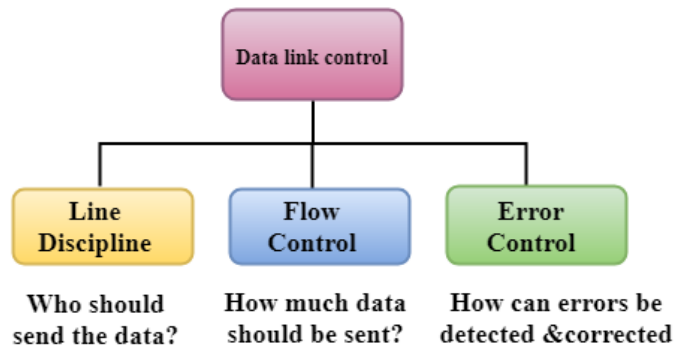 Data link control
Line
Discipline
Flow
Control
Error
Control
Who should
send the data?
How much data
should be sent?
How can errors be
detected &corrected